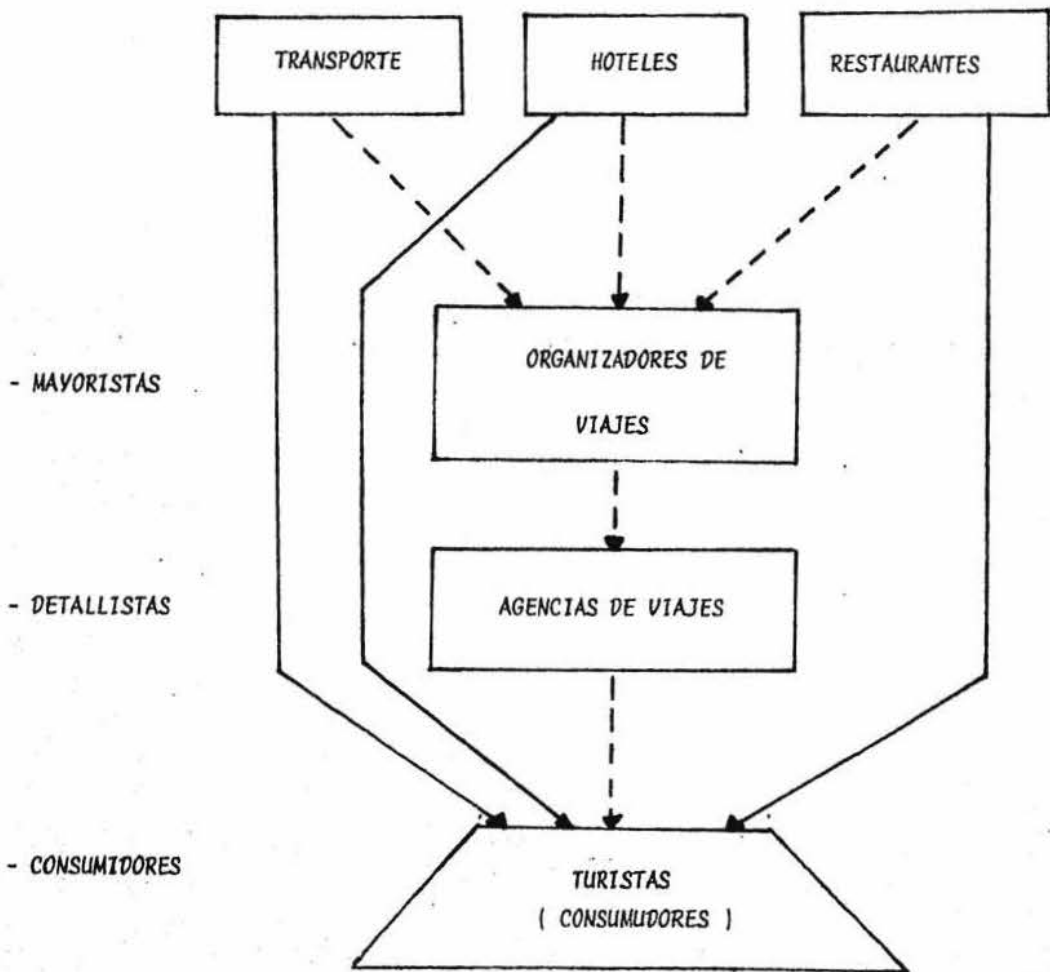 TRANSPORTE
HOTELES
RESTAURANTES
- MAYORISTAS
ORGANIZADORES DE
VIAJES
- DETALLISTAS
AGENCIAS DE VIAJES
- CONSUMIDORES
TURISTAS
( CONSUMUDORES )